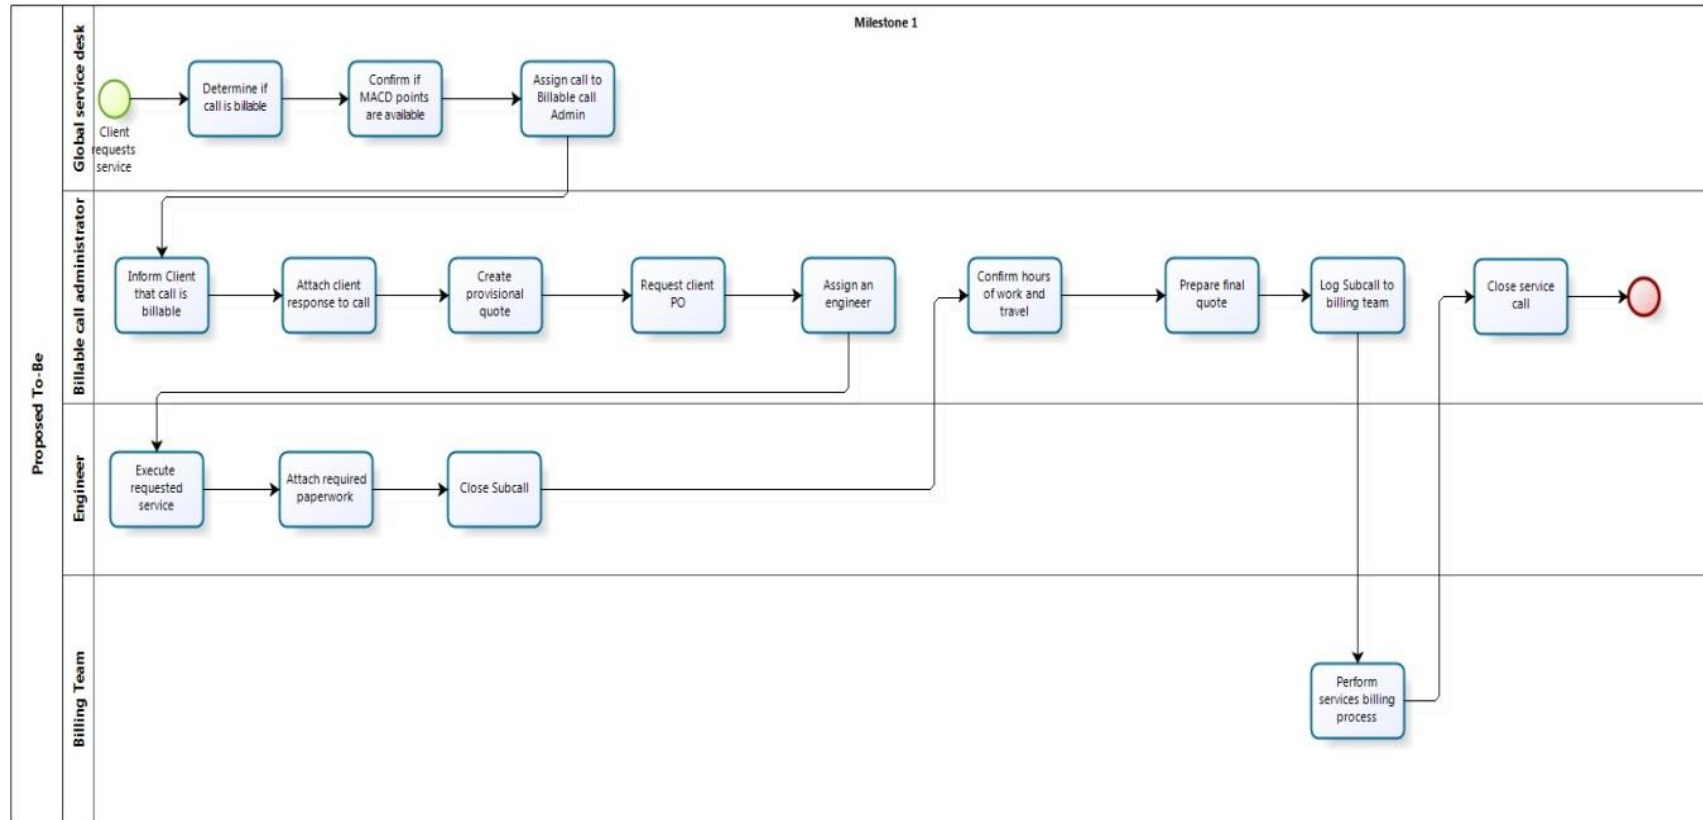 Milestone 1
Proposed To-Be
Global service desk
Client
requests
service
Determine if
call is billable
Confirm if
MACD points
are available
Assign call to
Billable call
Admin
Billable call administrator
Inform Client
that call is
billable
Attach client
response to call
Create
provisional
quote
Request client
PO
Assign an
engineer
Confirm hours
of work and
travel
Prepare final
quote
Log Subcall to
billing team
Close service
call
Engineer
Execute
requested
service
Attach required
paperwork
Close Subcall
Billing Team
Perform
services billing
process